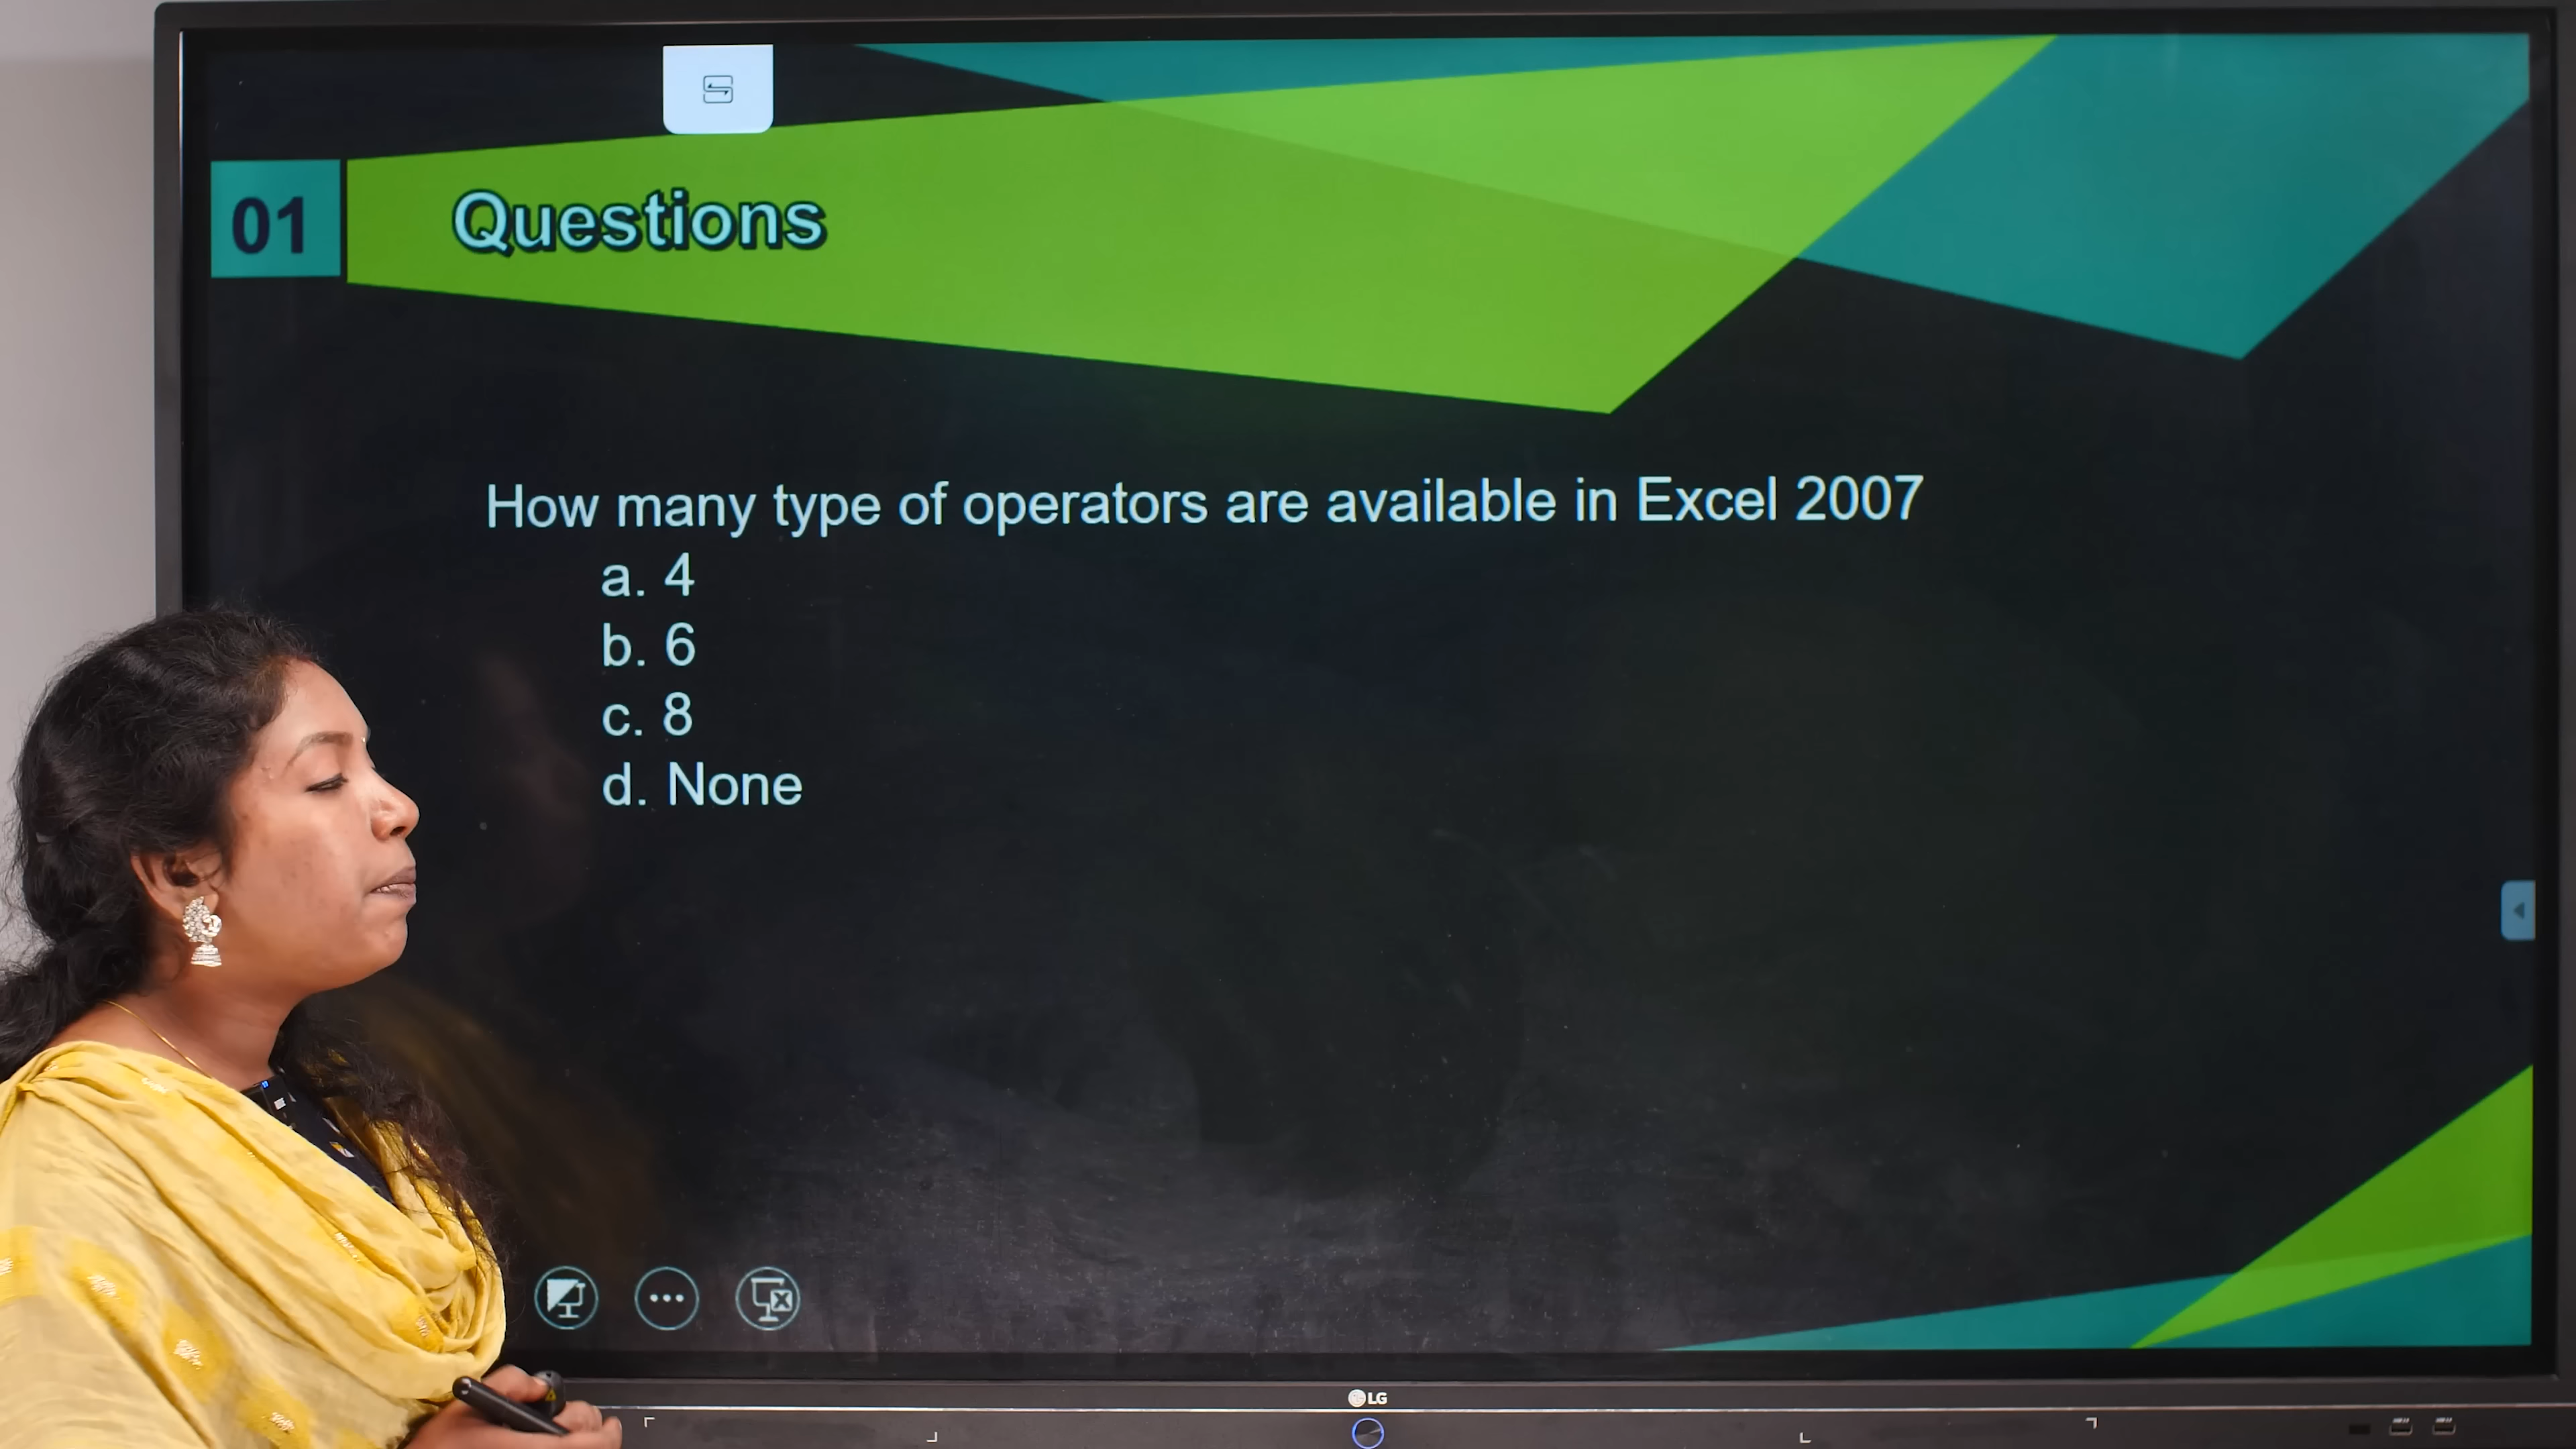 01
Questions
How many type of operators are available in Excel 2007
a. 4
b. 6
c. 8
d. None
LG